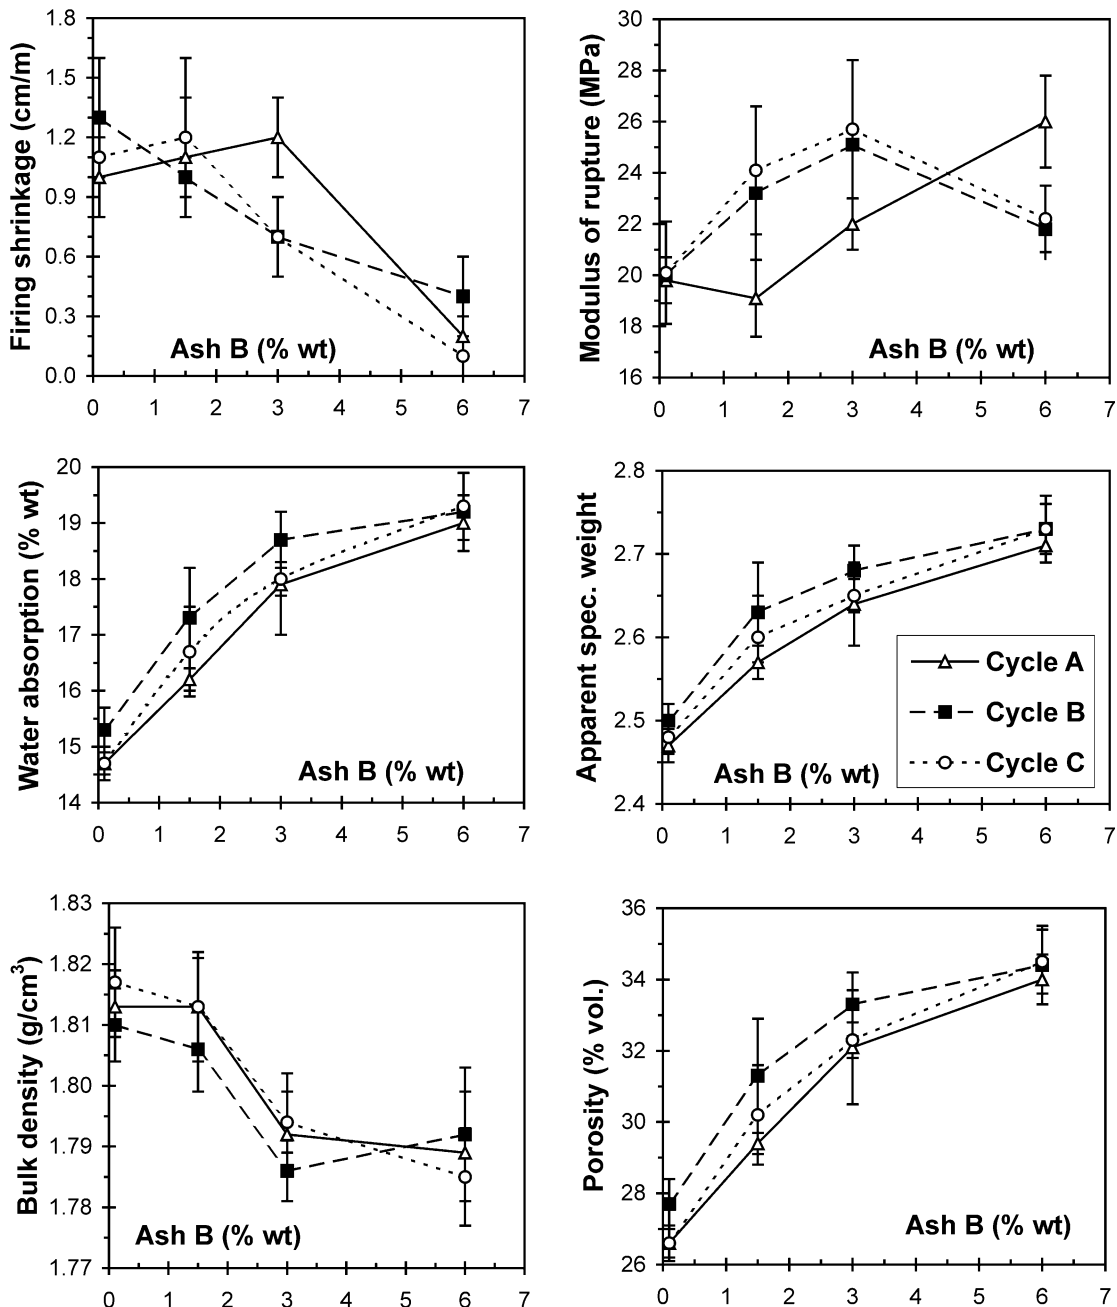 Firing shrinkage (cm/m)
1.8
1.5
1.2
0.9
0.6
0.3
0.0
Ash B (% wt)
0 1 2 3 4 5 6 7
Modulus of rupture (MPa)
30
28
26
24
22
20
18
16
Ash B (% wt)
0 1 2 3 4 5 6 7
Water absorption (% wt)
20
19
18
17
16
15
14
Ash B (% wt)
0 1 2 3 4 5 6 7
Apparent spec. weight
2.8
2.7
2.6
2.5
2.4
Cycle A
Cycle B
Cycle C
Ash B (% wt)
0 1 2 3 4 5 6 7
Bulk density (g/cm³)
1.83
1.82
1.81
1.80
1.79
1.78
1.77
Ash B (% wt)
0 1 2 3 4 5 6 7
Porosity (% vol.)
36
34
32
30
28
26
Ash B (% wt)
0 1 2 3 4 5 6 7